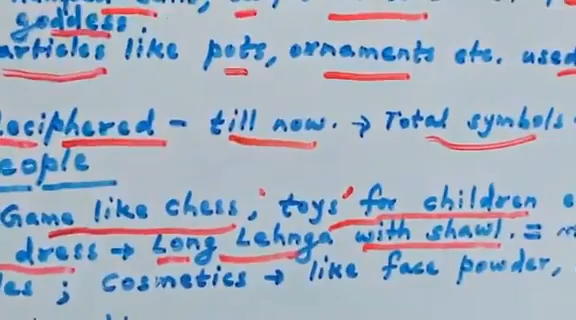 goddess.
articles like pots, ornaments etc. used
deciphered - till now. → Total symbols
eople
Game like chess, 'toys' for children
dress → Long Lehnga with shawl. =
les ; cosmetics → like face powder,